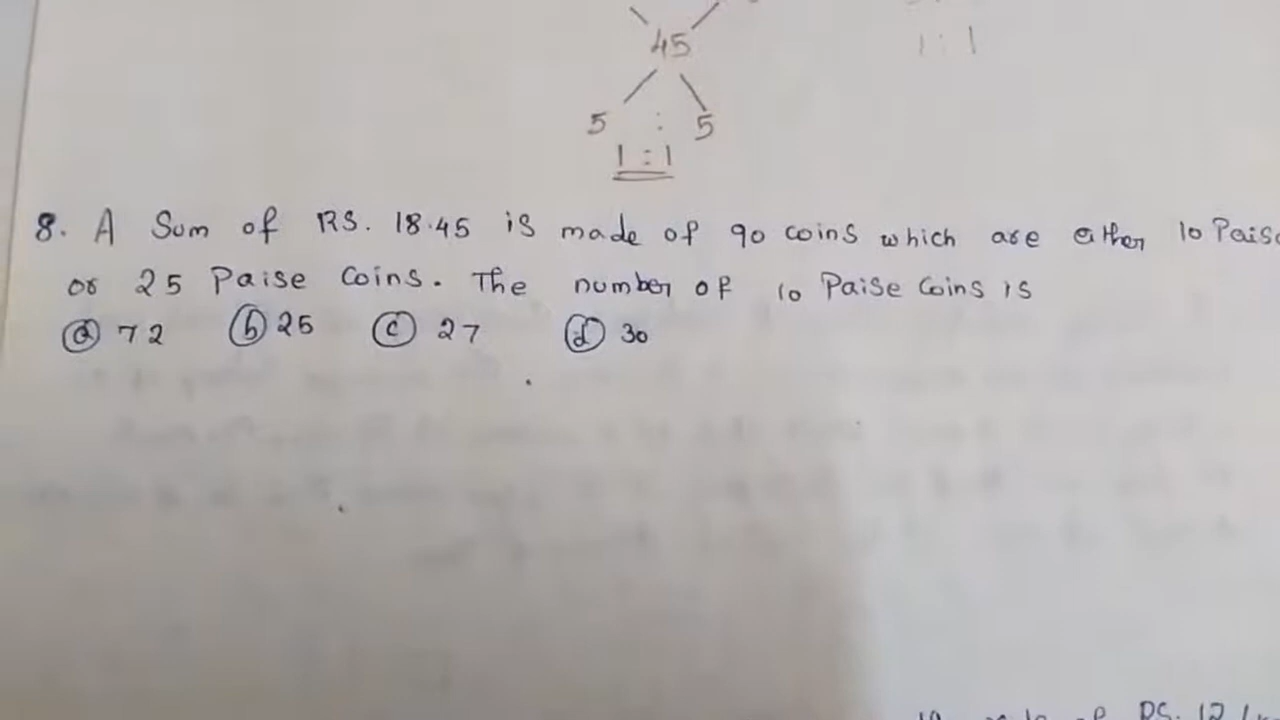 45
1 : 1
5 : 5
1 : 1
8. A Sum of RS. 18.45 is made of 90 coins which are either 10 Paise
or 25 Paise Coins. The number of 10 Paise Coins is
(a) 72 (b) 25 (c) 27 (d) 30
RS. 12